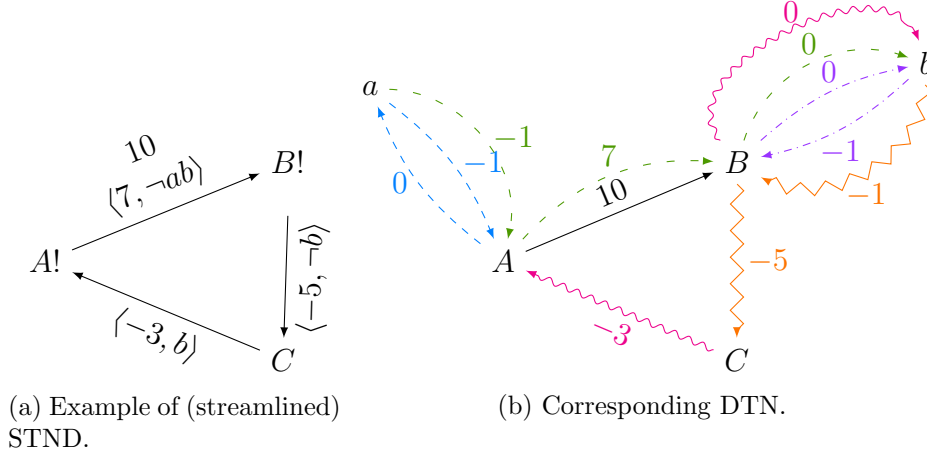 0
0
0
b
a
−1
10
⟨7, ¬ab⟩
B!
−1
0
7
10
B
−1
−1
A!
A
⟨−5, ¬b⟩
−5
⟨−3, b⟩
−3
C
C
(a) Example of (streamlined)
STND.
(b) Corresponding DTN.